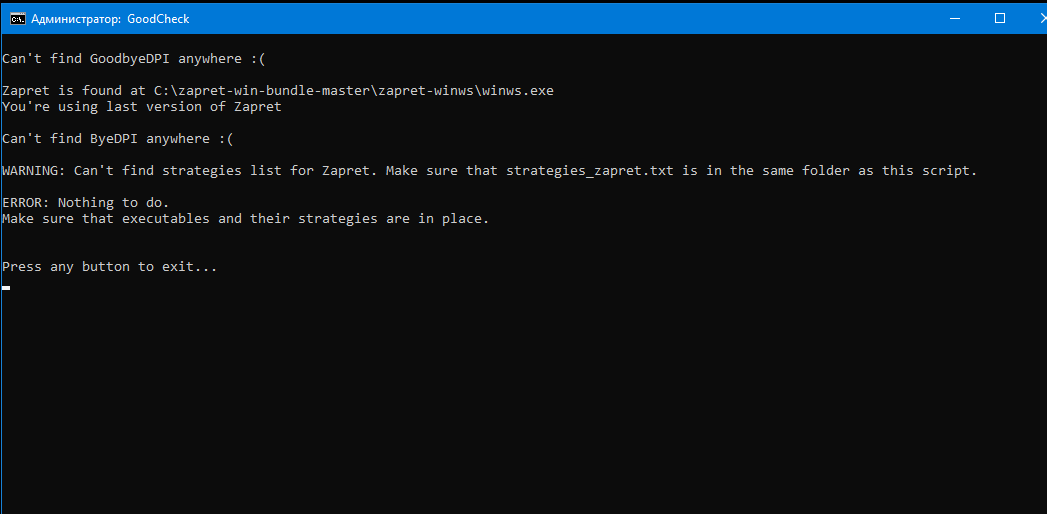 Администратор: GoodCheck
Can't find GoodbyeDPI anywhere :(
Zapret is found at C:\zapret-win-bundle-master\zapret-winws\winws.exe
You're using last version of Zapret
Can't find ByeDPI anywhere :(
WARNING: Can't find strategies list for Zapret. Make sure that strategies_zapret.txt is in the same folder as this script.
ERROR: Nothing to do.
Make sure that executables and their strategies are in place.
Press any button to exit...